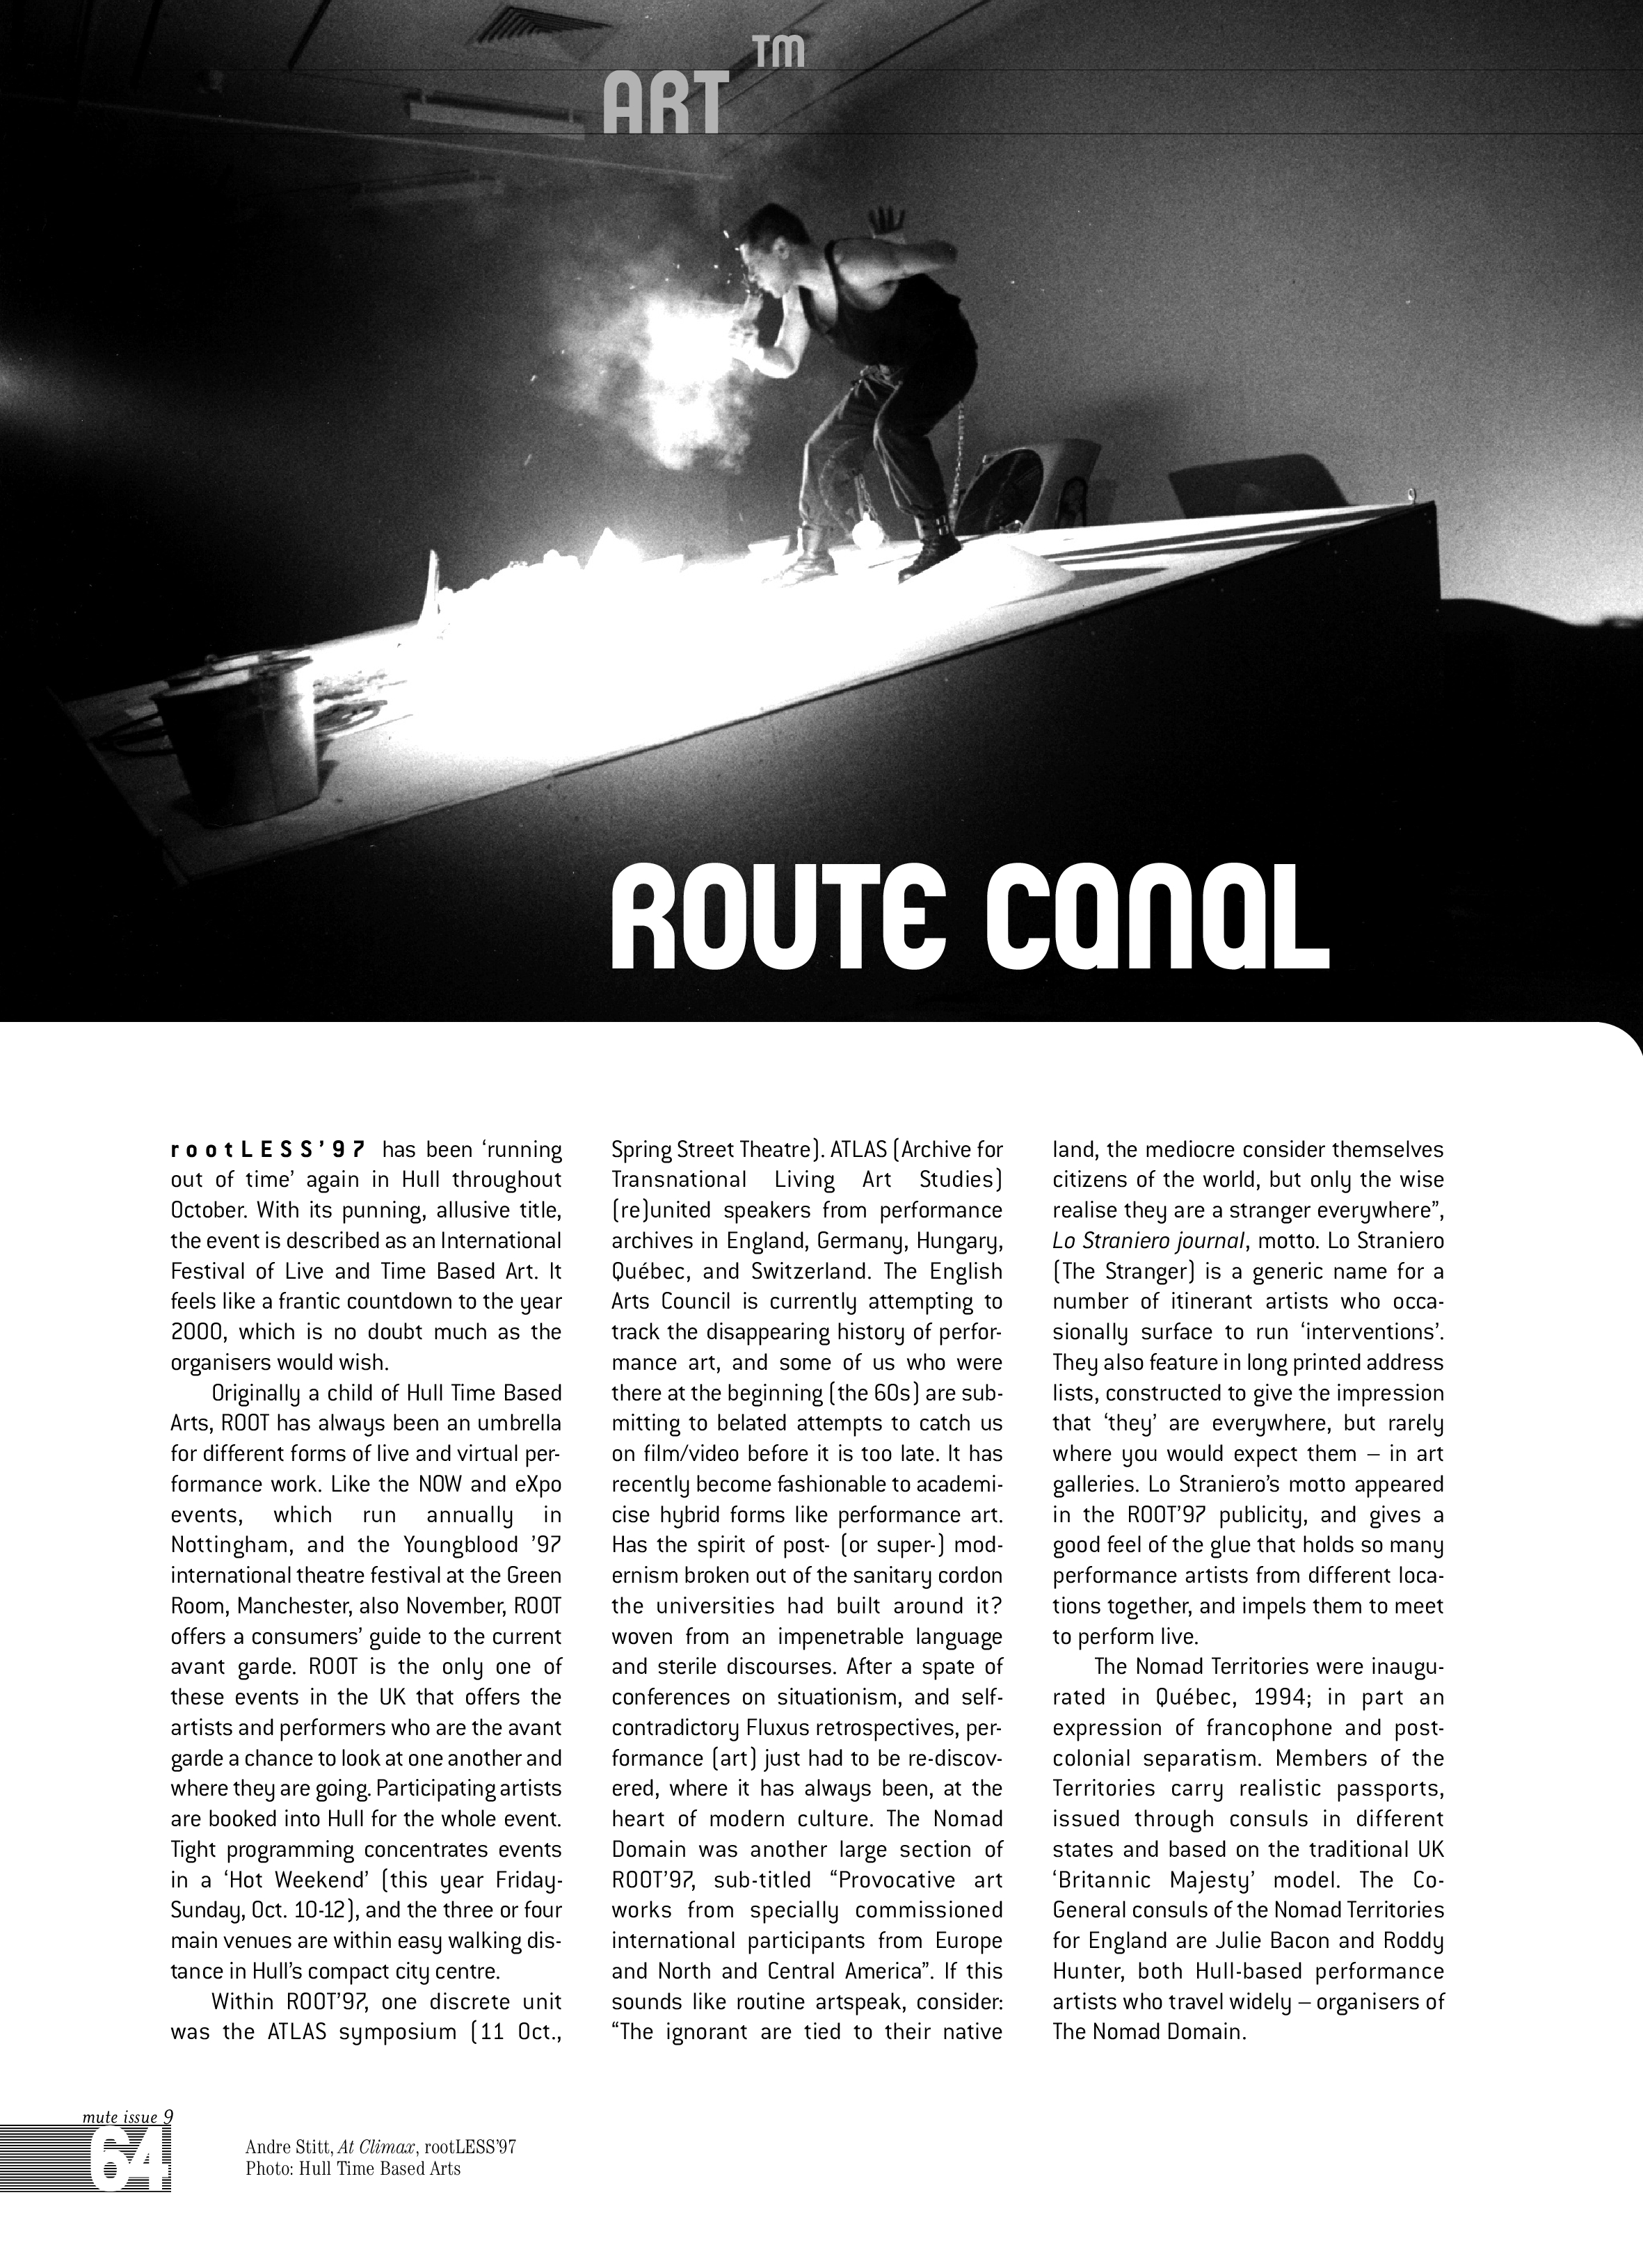 TM
ART
ROUTE CANAL
rootLESS’97 has been ‘running
out of time’ again in Hull throughout
October. With its punning, allusive title,
the event is described as an International
Festival of Live and Time Based Art. It
feels like a frantic countdown to the year
2000, which is no doubt much as the
organisers would wish.
Originally a child of Hull Time Based
Arts, ROOT has always been an umbrella
for different forms of live and virtual per-
formance work. Like the NOW and eXpo
events, which run annually in
Nottingham, and the Youngblood ’97
international theatre festival at the Green
Room, Manchester, also November, ROOT
offers a consumers’ guide to the current
avant garde. ROOT is the only one of
these events in the UK that offers the
artists and performers who are the avant
garde a chance to look at one another and
where they are going. Participating artists
are booked into Hull for the whole event.
Tight programming concentrates events
in a ‘Hot Weekend’ (this year Friday-
Sunday, Oct. 10-12), and the three or four
main venues are within easy walking dis-
tance in Hull’s compact city centre.
Within ROOT’97, one discrete unit
was the ATLAS symposium (11 Oct.,
Spring Street Theatre). ATLAS (Archive for
Transnational Living Art Studies)
(re)united speakers from performance
archives in England, Germany, Hungary,
Québec, and Switzerland. The English
Arts Council is currently attempting to
track the disappearing history of perfor-
mance art, and some of us who were
there at the beginning (the 60s) are sub-
mitting to belated attempts to catch us
on film/video before it is too late. It has
recently become fashionable to academi-
cise hybrid forms like performance art.
Has the spirit of post- (or super-) mod-
ernism broken out of the sanitary cordon
the universities had built around it?
woven from an impenetrable language
and sterile discourses. After a spate of
conferences on situationism, and self-
contradictory Fluxus retrospectives, per-
formance (art) just had to be re-discov-
ered, where it has always been, at the
heart of modern culture. The Nomad
Domain was another large section of
ROOT’97, sub-titled “Provocative art
works from specially commissioned
international participants from Europe
and North and Central America”. If this
sounds like routine artspeak, consider:
“The ignorant are tied to their native
land, the mediocre consider themselves
citizens of the world, but only the wise
realise they are a stranger everywhere”,
Lo Straniero journal, motto. Lo Straniero
(The Stranger) is a generic name for a
number of itinerant artists who occa-
sionally surface to run ‘interventions’.
They also feature in long printed address
lists, constructed to give the impression
that ‘they’ are everywhere, but rarely
where you would expect them – in art
galleries. Lo Straniero’s motto appeared
in the ROOT’97 publicity, and gives a
good feel of the glue that holds so many
performance artists from different loca-
tions together, and impels them to meet
to perform live.
The Nomad Territories were inaugu-
rated in Québec, 1994; in part an
expression of francophone and post-
colonial separatism. Members of the
Territories carry realistic passports,
issued through consuls in different
states and based on the traditional UK
‘Britannic Majesty’ model. The Co-
General consuls of the Nomad Territories
for England are Julie Bacon and Roddy
Hunter, both Hull-based performance
artists who travel widely – organisers of
The Nomad Domain.
mute issue 9
64
Andre Stitt, At Climax, rootLESS’97
Photo: Hull Time Based Arts